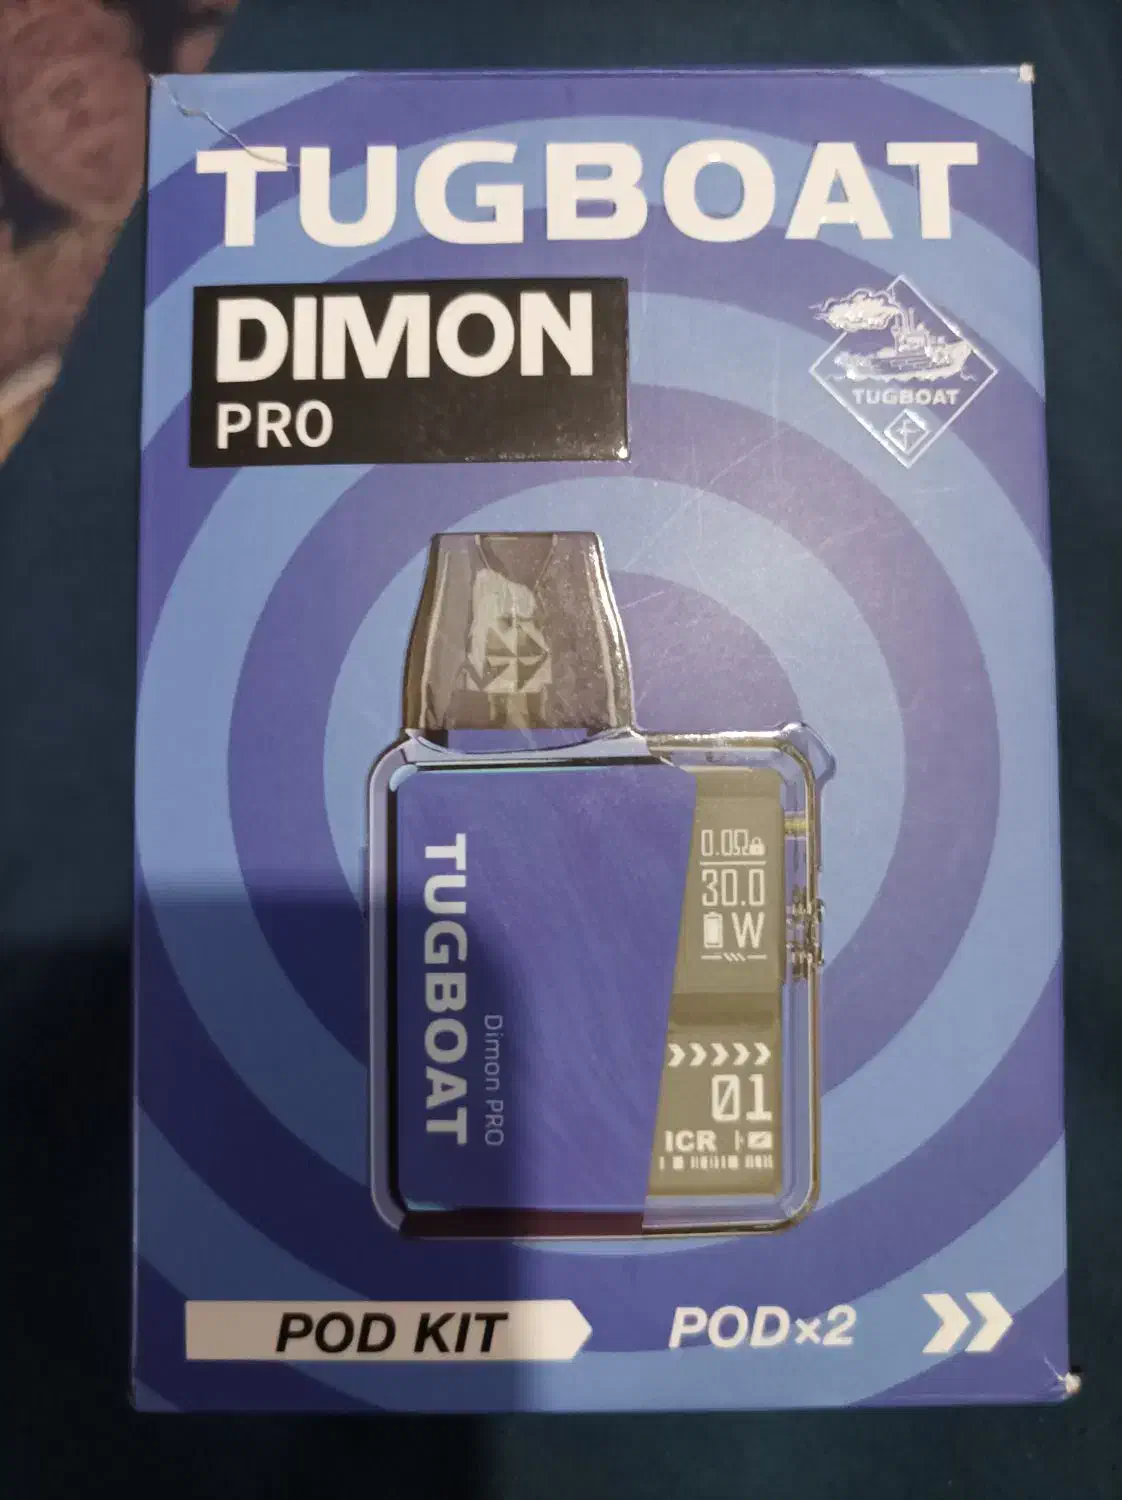 TUGBOAT
DIMON
PRO
TUGBOAT
TUGBOAT
Dimon PRO
0.0Ω
30.0
W
01
ICR
POD KIT
POD×2